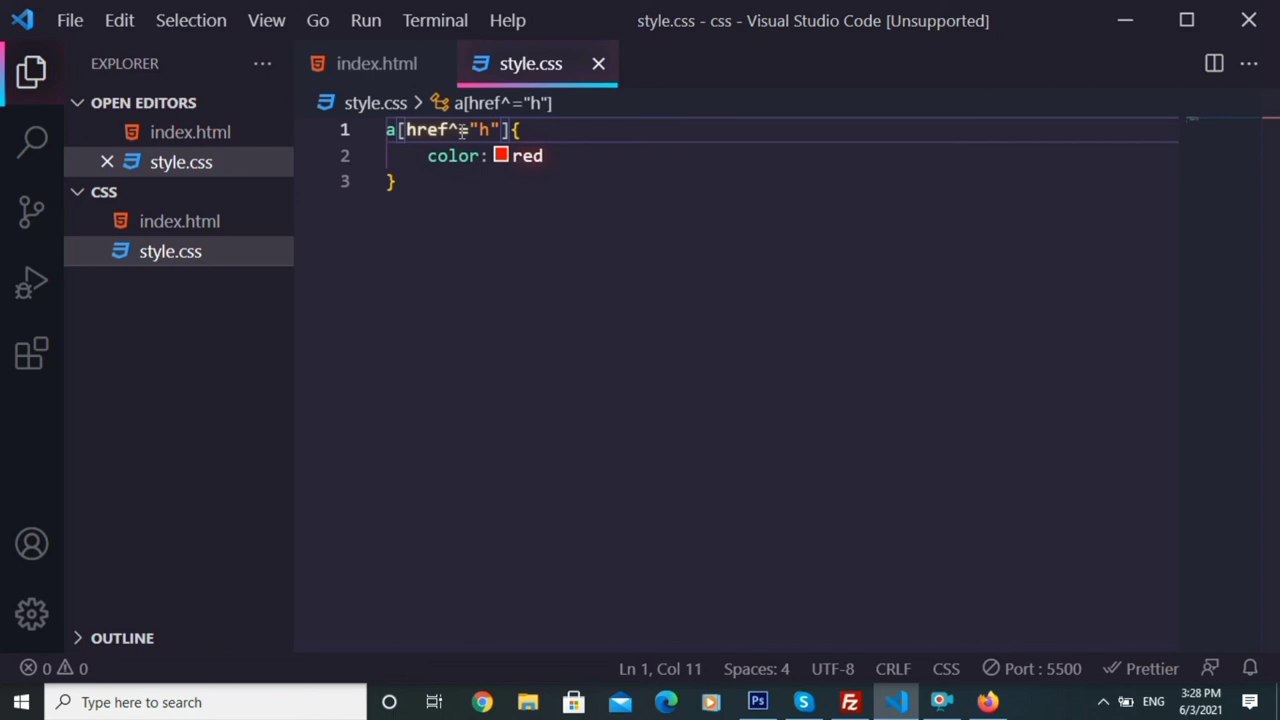 File Edit Selection View Go Run Terminal Help
style.css - css - Visual Studio Code [Unsupported]
EXPLORER
OPEN EDITORS
index.html
style.css
CSS
index.html
style.css
OUTLINE
index.html
style.css
style.css > a[href^="h"]
1 a[href^="h"]{
2 color: red
3 }
0 0
Ln 1, Col 11 Spaces: 4 UTF-8 CRLF CSS Port : 5500 Prettier
Type here to search
Ps
S
Fz
ENG
3:28 PM
6/3/2021